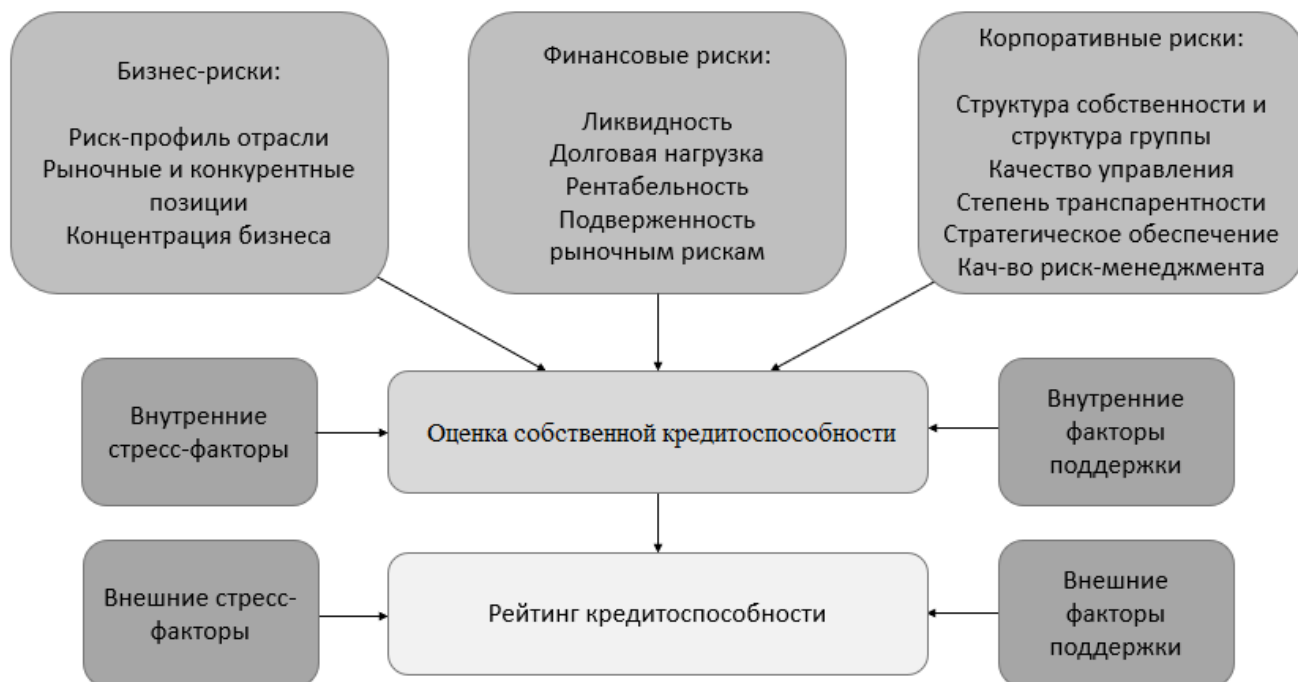 Бизнес-риски:
Риск-профиль отрасли
Рыночные и конкурентные
позиции
Концентрация бизнеса
Финансовые риски:
Ликвидность
Долговая нагрузка
Рентабельность
Подверженность
рыночным рискам
Корпоративные риски:
Структура собственности и
структура группы
Качество управления
Степень транспарентности
Стратегическое обеспечение
Кач-во риск-менеджмента
Внутренние
стресс-факторы
Оценка собственной кредитоспособности
Внутренние
факторы
поддержки
Внешние стресс-
факторы
Рейтинг кредитоспособности
Внешние
факторы
поддержки